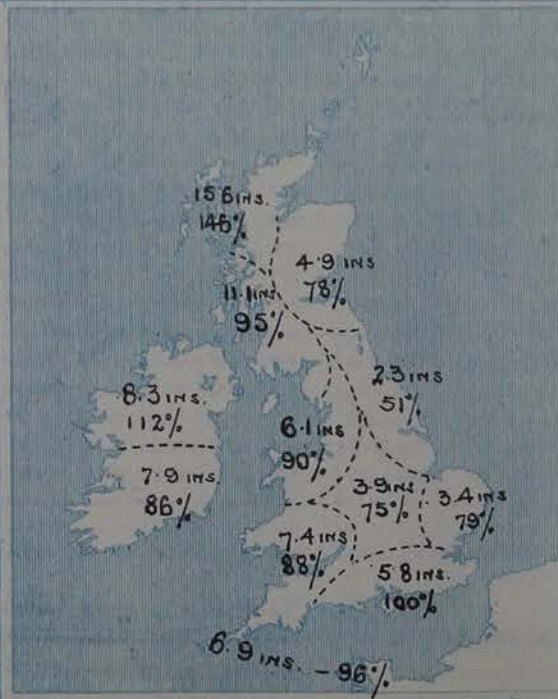 15.6 INS.
146%
4.9 INS
78%
11.1 INS
95%
2.3 INS
51%
8.3 INS.
112%
6.1 INS
90%
7.9 INS
86%
3.9 INS
75%
3.4 INS
79%
7.4 INS
88%
5.8 INS.
100%
6.9 INS. - 96%